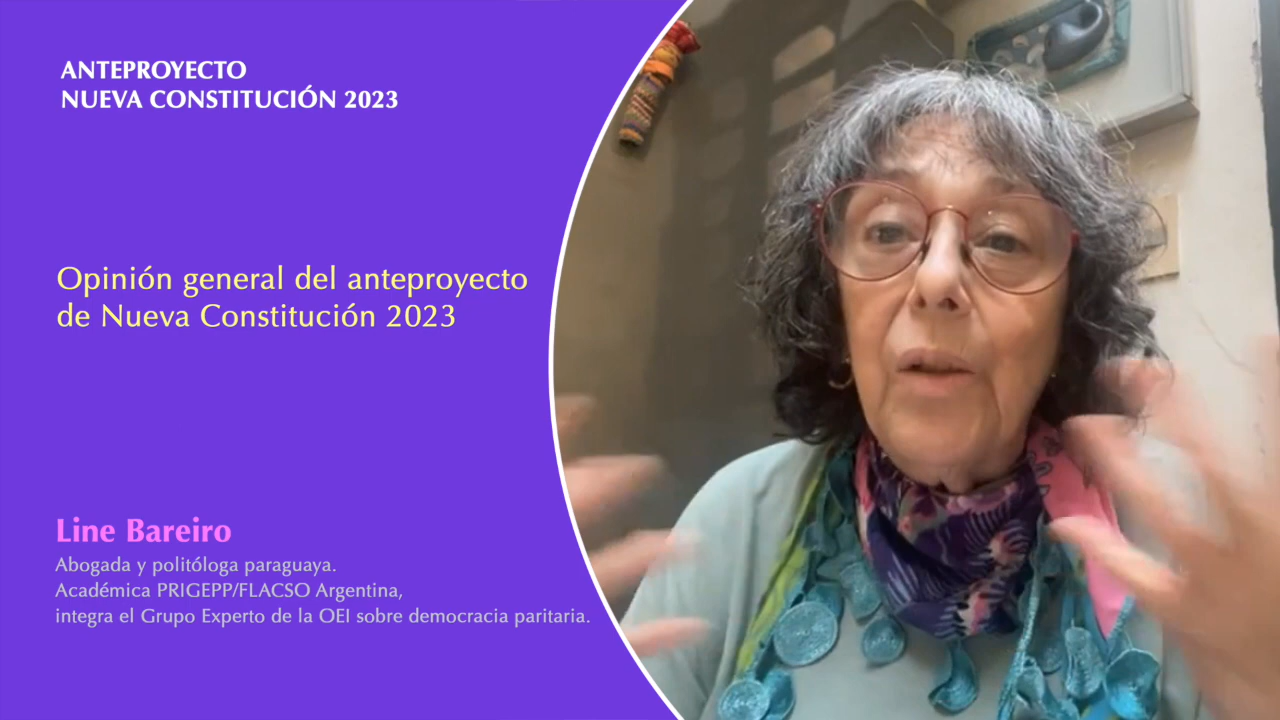 ANTEPROYECTO
NUEVA CONSTITUCIÓN 2023
Opinión general del anteproyecto
de Nueva Constitución 2023
Line Bareiro
Abogada y politóloga paraguaya.
Académica PRIGEPP/FLACSO Argentina,
integra el Grupo Experto de la OEI sobre democracia paritaria.